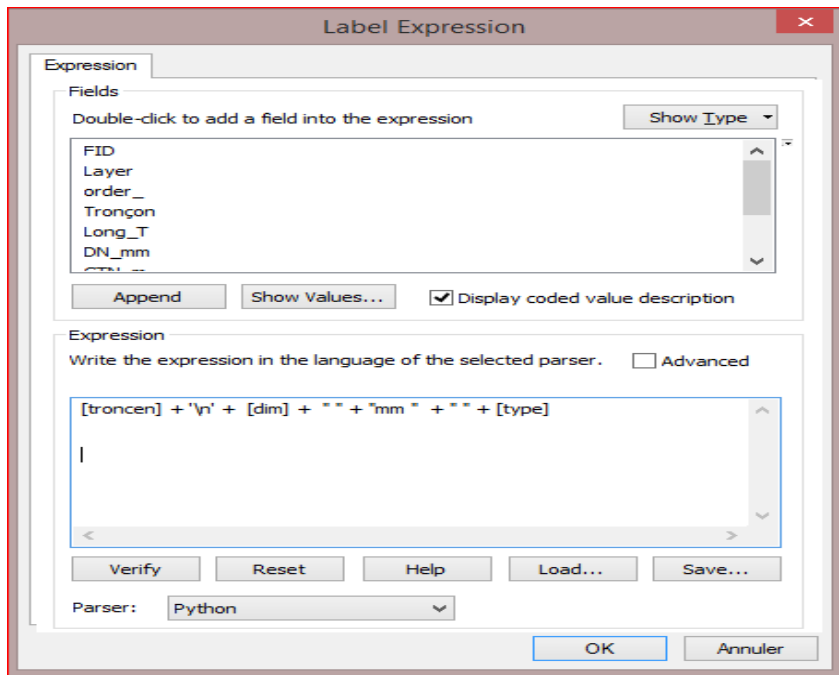 Label Expression
Expression
Fields
Double-click to add a field into the expression
Show Type
FID
Layer
order_
Tronçon
Long_T
DN_mm
Append
Show Values...
Display coded value description
Expression
Write the expression in the language of the selected parser.
Advanced
[troncen] + '\n' + [dim] + " " + "mm " + " " + [type]
Verify
Reset
Help
Load...
Save...
Parser:
Python
OK
Annuler